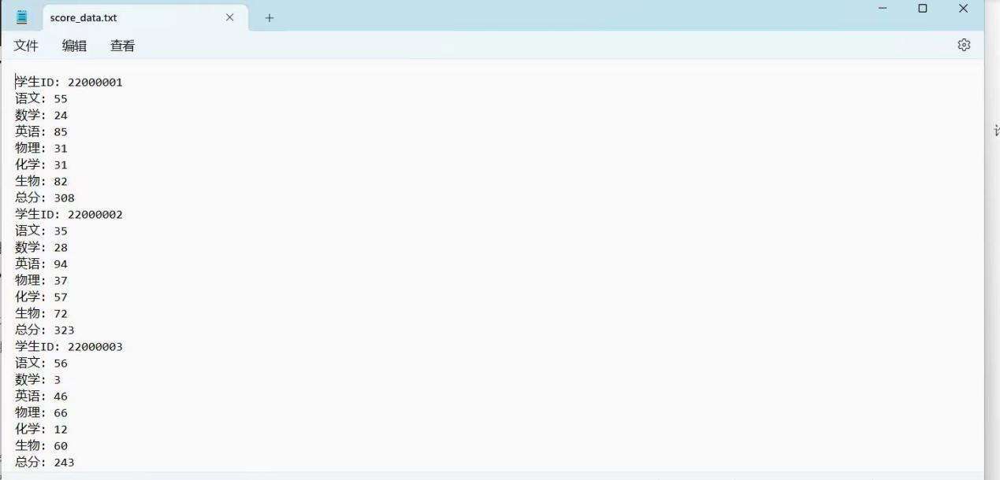 score_data.txt
文件 编辑 查看
学生ID: 22000001
语文: 55
数学: 24
英语: 85
物理: 31
化学: 31
生物: 82
总分: 308
学生ID: 22000002
语文: 35
数学: 28
英语: 94
物理: 37
化学: 57
生物: 72
总分: 323
学生ID: 22000003
语文: 56
数学: 3
英语: 46
物理: 66
化学: 12
生物: 60
总分: 243